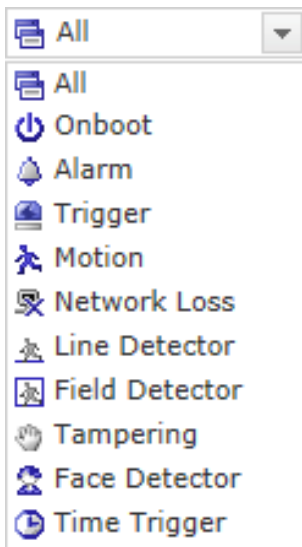 All
All
Onboot
Alarm
Trigger
Motion
Network Loss
Line Detector
Field Detector
Tampering
Face Detector
Time Trigger